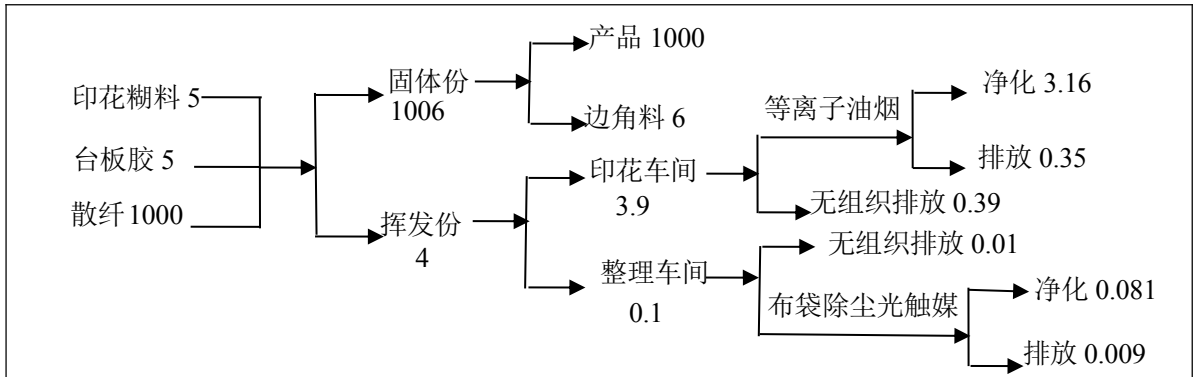 印花糊料 5
台板胶 5
散纤 1000
固体份
1006
挥发份
4
产品 1000
边角料 6
印花车间
3.9
整理车间
0.1
等离子油烟
净化 3.16
排放 0.35
无组织排放 0.39
无组织排放 0.01
布袋除尘光触媒
净化 0.081
排放 0.009